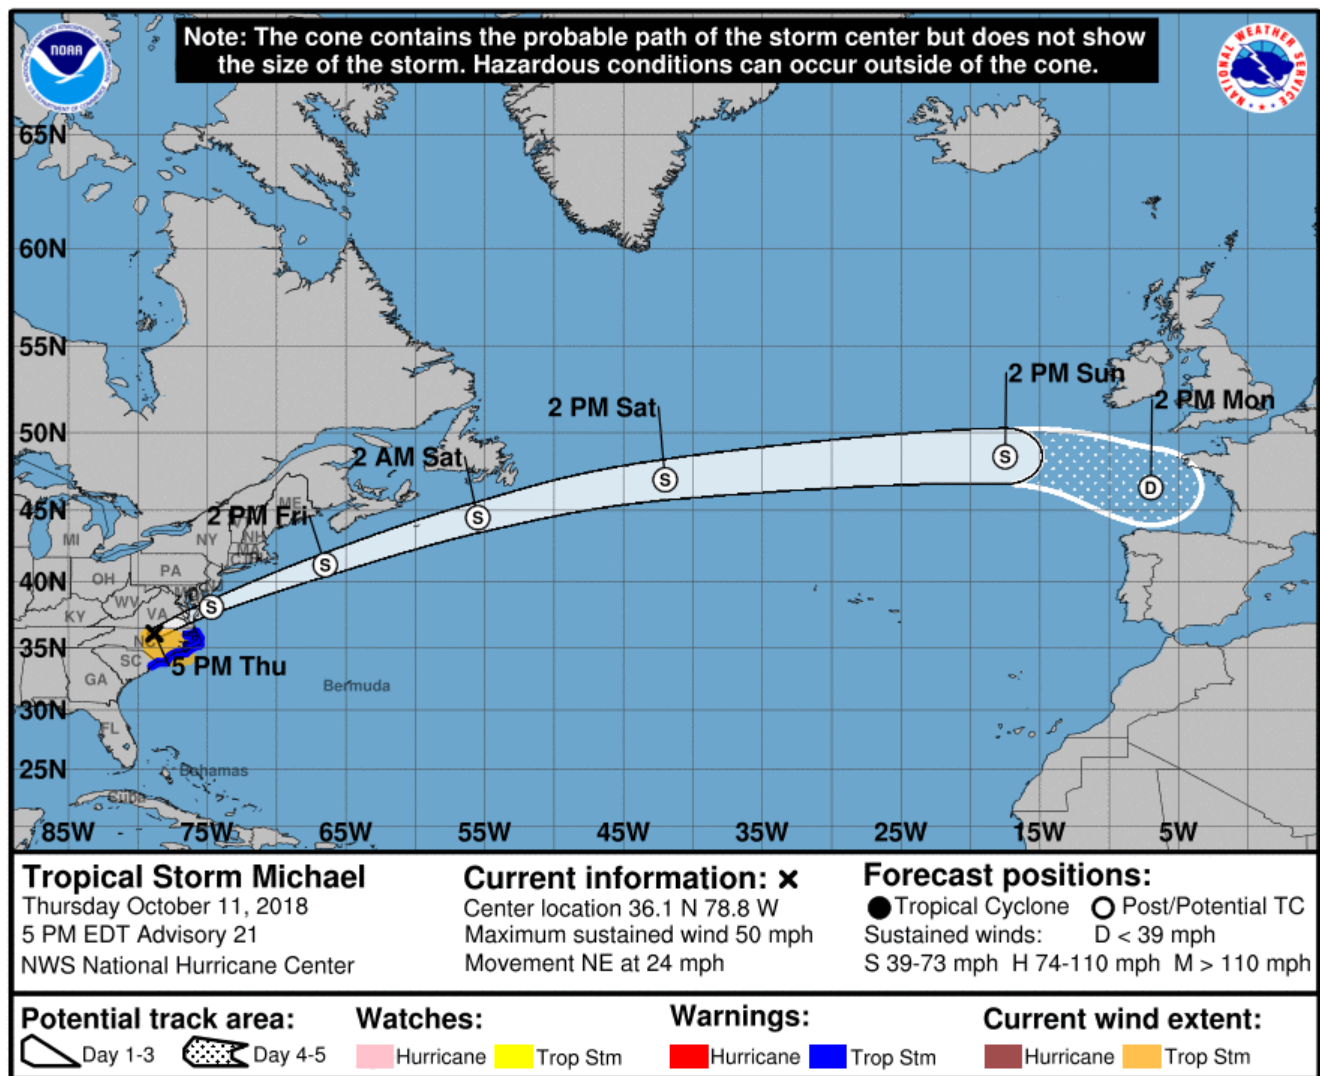 Note: The cone contains the probable path of the storm center but does not show
the size of the storm. Hazardous conditions can occur outside of the cone.
NOAA
NATIONAL WEATHER SERVICE
65N
60N
55N
50N
45N
40N
35N
30N
25N
2 PM Sun
2 PM Mon
2 PM Sat
2 AM Sat
2 PM Fri
5 PM Thu
S
S
S
S
S
D
ME
NH
MA
NY
MI
PA
OH
WV
VA
KY
NC
SC
GA
FL
Bermuda
Bahamas
Cuba
85W 75W 65W 55W 45W 35W 25W 15W 5W
Tropical Storm Michael
Thursday October 11, 2018
5 PM EDT Advisory 21
NWS National Hurricane Center
Current information: x
Center location 36.1 N 78.8 W
Maximum sustained wind 50 mph
Movement NE at 24 mph
Forecast positions:
Tropical Cyclone Post/Potential TC
Sustained winds: D < 39 mph
S 39-73 mph H 74-110 mph M > 110 mph
Potential track area:
Day 1-3 Day 4-5
Watches:
Hurricane Trop Stm
Warnings:
Hurricane Trop Stm
Current wind extent:
Hurricane Trop Stm